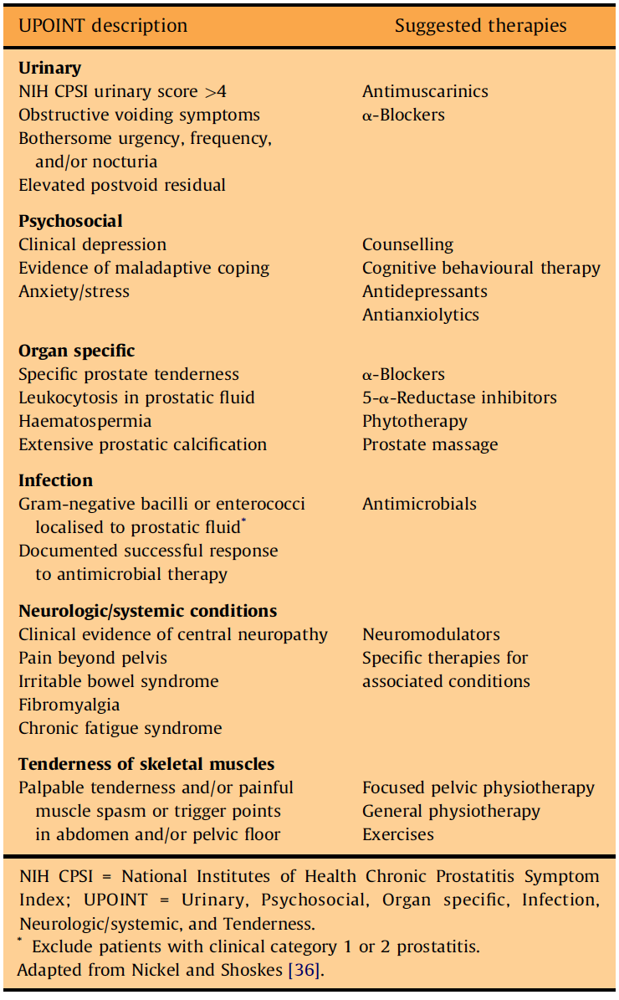 UPOINT description Suggested therapies
Urinary
NIH CPSI urinary score >4 Antimuscarinics
Obstructive voiding symptoms α-Blockers
Bothersome urgency, frequency,
and/or nocturia
Elevated postvoid residual
Psychosocial
Clinical depression Counselling
Evidence of maladaptive coping Cognitive behavioural therapy
Anxiety/stress Antidepressants
Antianxiolytics
Organ specific
Specific prostate tenderness α-Blockers
Leukocytosis in prostatic fluid 5-α-Reductase inhibitors
Haematospermia Phytotherapy
Extensive prostatic calcification Prostate massage
Infection
Gram-negative bacilli or enterococci Antimicrobials
localised to prostatic fluid*
Documented successful response
to antimicrobial therapy
Neurologic/systemic conditions
Clinical evidence of central neuropathy Neuromodulators
Pain beyond pelvis Specific therapies for
Irritable bowel syndrome associated conditions
Fibromyalgia
Chronic fatigue syndrome
Tenderness of skeletal muscles
Palpable tenderness and/or painful Focused pelvic physiotherapy
muscle spasm or trigger points General physiotherapy
in abdomen and/or pelvic floor Exercises
NIH CPSI = National Institutes of Health Chronic Prostatitis Symptom
Index; UPOINT = Urinary, Psychosocial, Organ specific, Infection,
Neurologic/systemic, and Tenderness.
* Exclude patients with clinical category 1 or 2 prostatitis.
Adapted from Nickel and Shoskes [36].